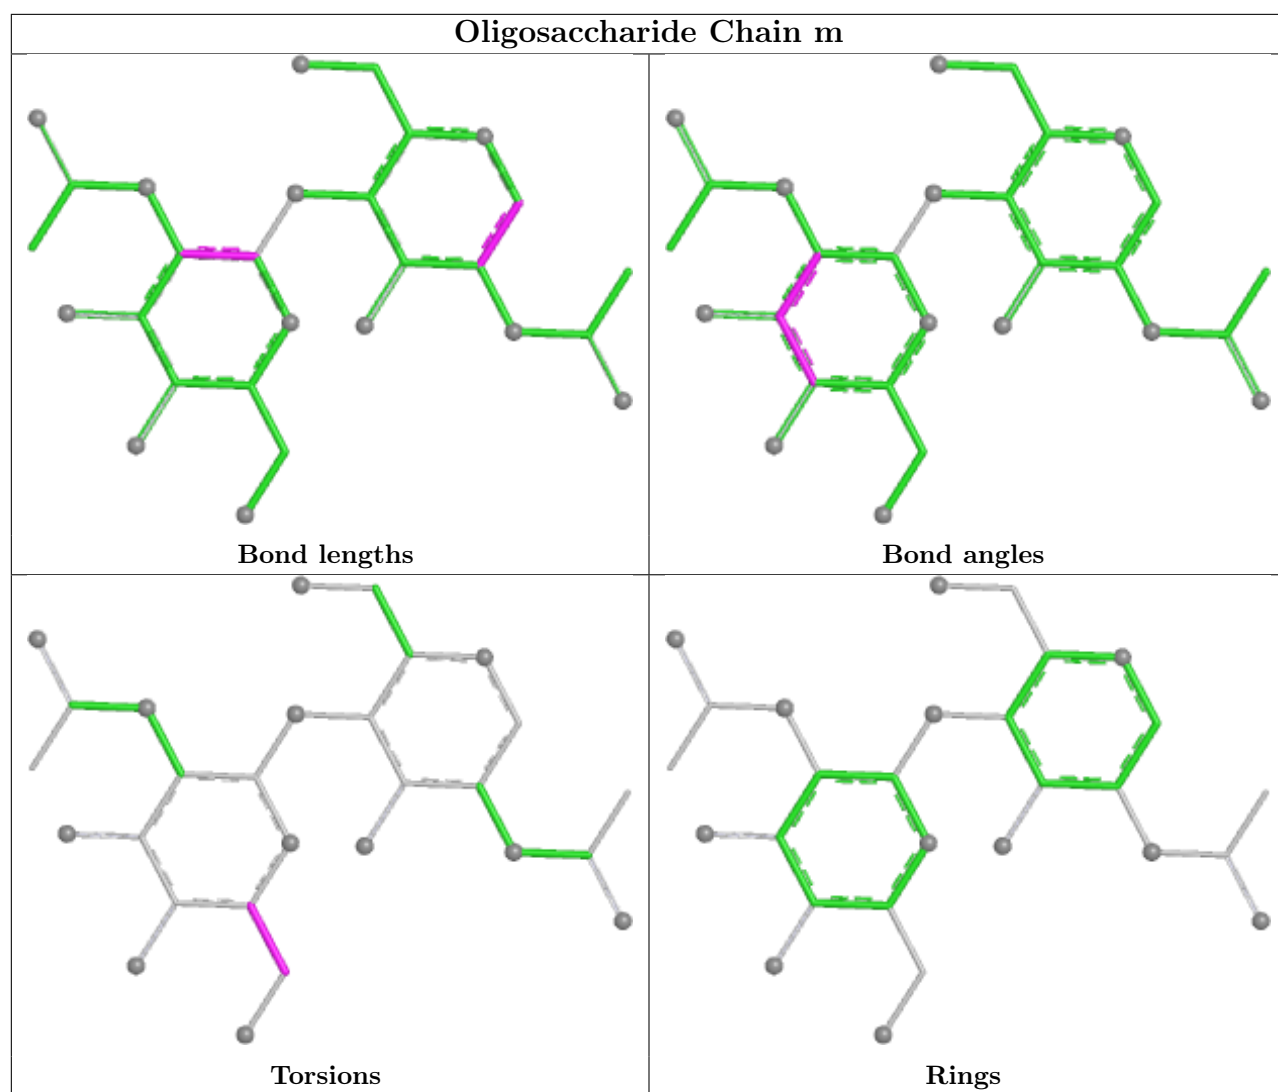 Oligosaccharide Chain m
Bond lengths
Bond angles
Torsions
Rings